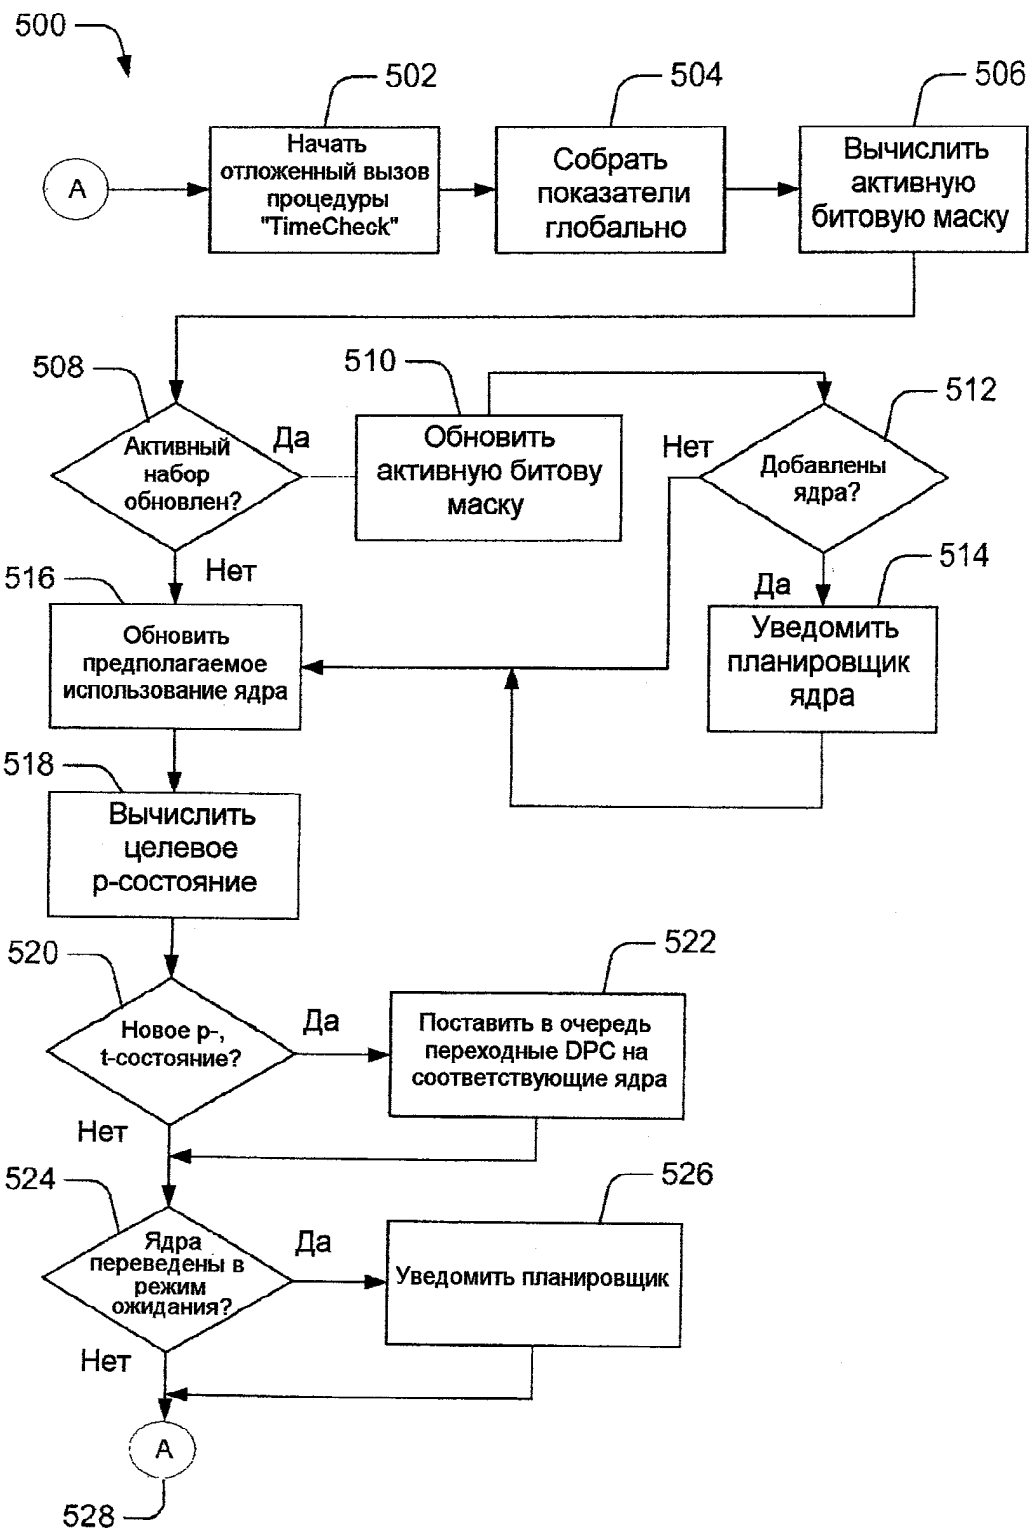 500
502
504
506
A
Начать
отложенный вызов
процедуры
"TimeCheck"
Собрать
показатели
глобально
Вычислить
активную
битовую маску
508
510
512
Активный
набор
обновлен?
Да
Обновить
активную битову
маску
Нет
Добавлены
ядра?
516
Нет
514
Да
Обновить
предполагаемое
использование ядра
Уведомить
планировщик
ядра
518
Вычислить
целевое
р-состояние
520
522
Новое р-,
t-состояние?
Да
Поставить в очередь
переходные DPC на
соответствующие ядра
Нет
524
526
Ядра
переведены в
режим
ожидания?
Да
Уведомить планировщик
Нет
A
528